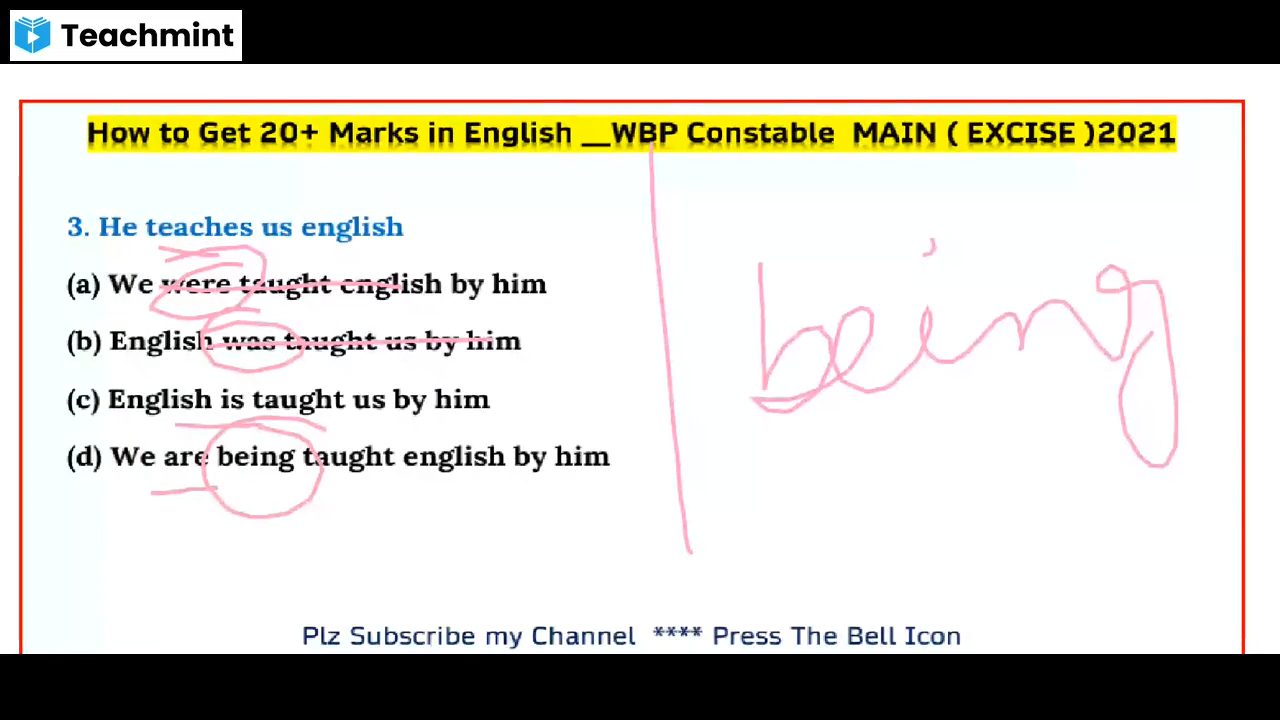 Teachmint
How to Get 20+ Marks in English __WBP Constable MAIN ( EXCISE )2021
3. He teaches us english
(a) We were taught english by him
(b) English was taught us by him
(c) English is taught us by him
(d) We are being taught english by him
being
Plz Subscribe my Channel **** Press The Bell Icon